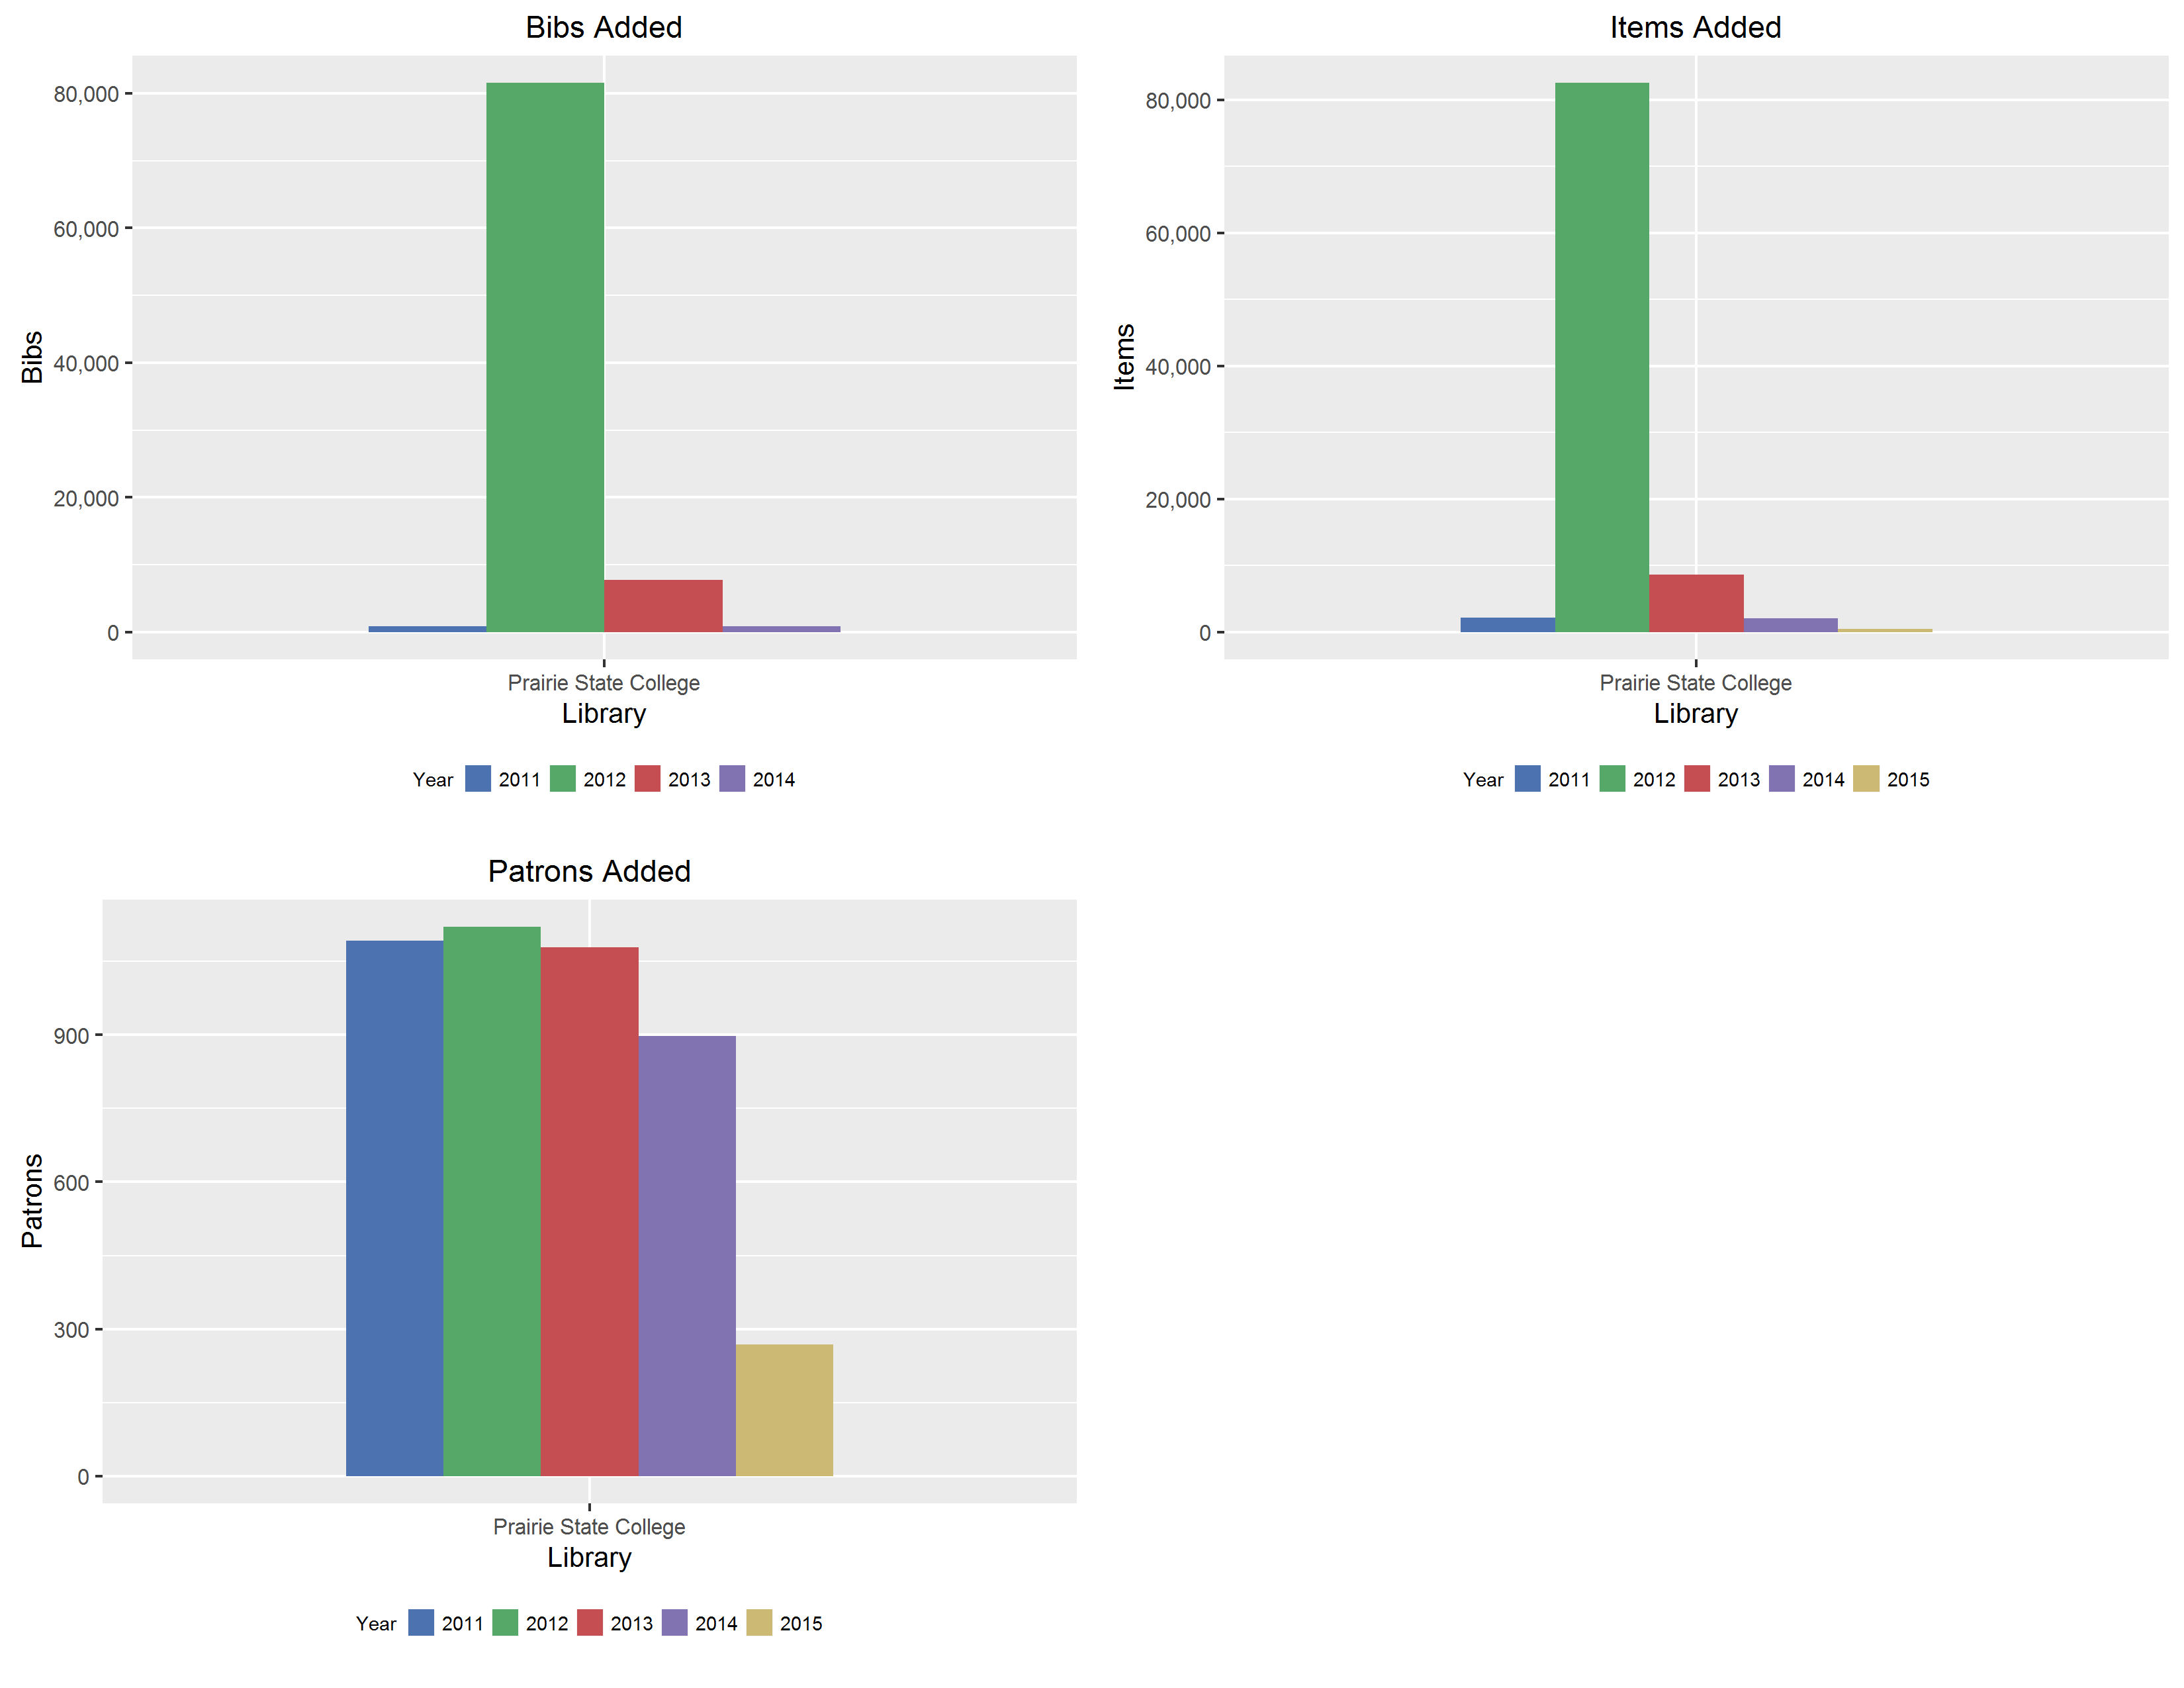 Bibs Added
80,000
60,000
40,000
20,000
0
Bibs
Prairie State College
Library
Year 2011 2012 2013 2014
Items Added
80,000
60,000
40,000
20,000
0
Items
Prairie State College
Library
Year 2011 2012 2013 2014 2015
Patrons Added
900
600
300
0
Patrons
Prairie State College
Library
Year 2011 2012 2013 2014 2015